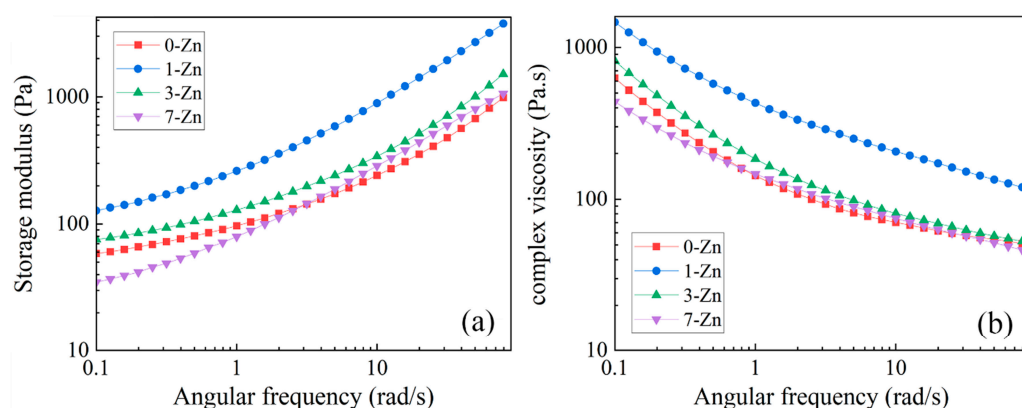 Storage modulus (Pa)
1000
100
10
0-Zn
1-Zn
3-Zn
7-Zn
(a)
0.1
1
10
Angular frequency (rad/s)
complex viscosity (Pa.s)
1000
100
10
0-Zn
1-Zn
3-Zn
7-Zn
(b)
0.1
1
10
Angular frequency (rad/s)